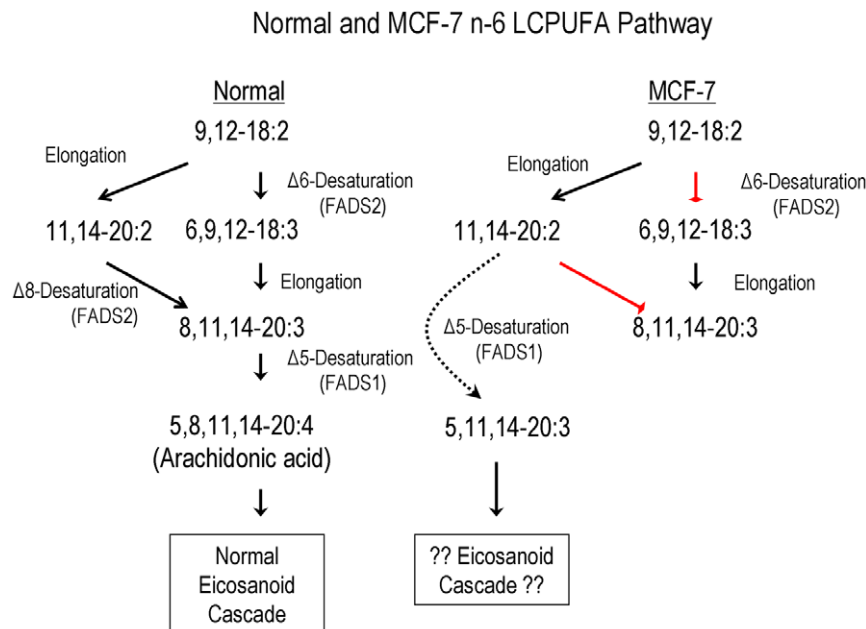 Normal and MCF-7 n-6 LCPUFA Pathway
Normal
9,12-18:2
Elongation
Δ6-Desaturation
(FADS2)
11,14-20:2
6,9,12-18:3
Δ8-Desaturation
(FADS2)
Elongation
8,11,14-20:3
Δ5-Desaturation
(FADS1)
5,8,11,14-20:4
(Arachidonic acid)
Normal
Eicosanoid
Cascade
MCF-7
9,12-18:2
Elongation
Δ6-Desaturation
(FADS2)
11,14-20:2
6,9,12-18:3
Elongation
8,11,14-20:3
Δ5-Desaturation
(FADS1)
5,11,14-20:3
?? Eicosanoid
Cascade ??